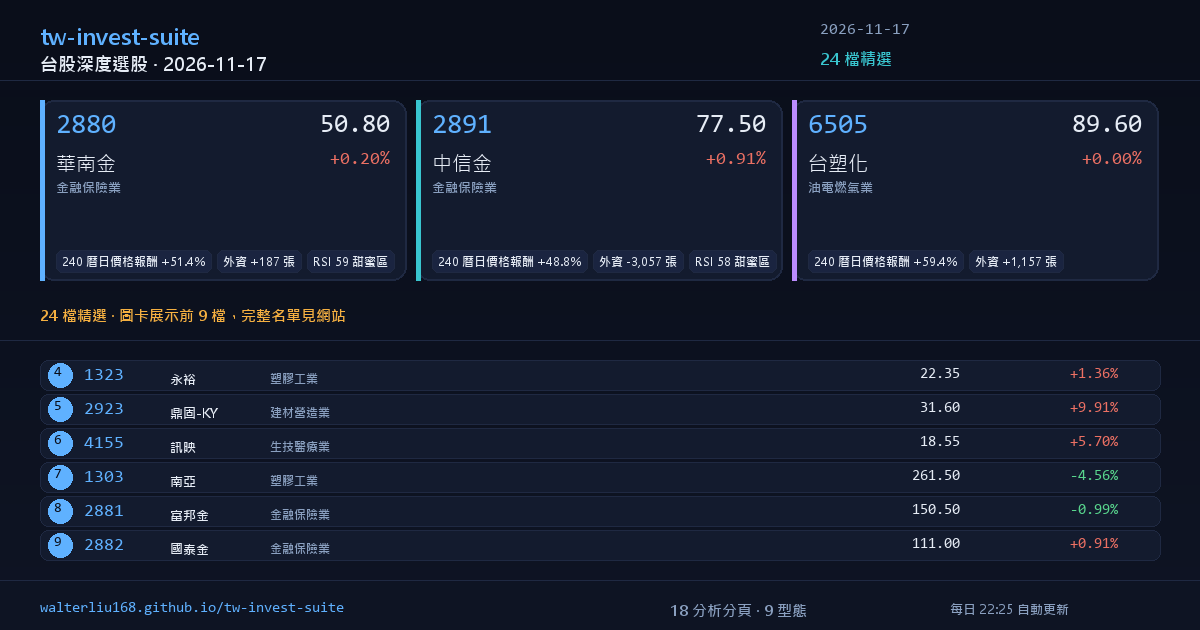 tw-invest-suite
台股深度選股 · 2026-11-17
2026-11-17
24 檔精選
2880 50.80
華南金 +0.20%
金融保險業
240 曆日價格報酬 +51.4% 外資 +187 張 RSI 59 甜蜜區
2891 77.50
中信金 +0.91%
金融保險業
240 曆日價格報酬 +48.8% 外資 -3,057 張 RSI 58 甜蜜區
6505 89.60
台塑化 +0.00%
油電燃氣業
240 曆日價格報酬 +59.4% 外資 +1,157 張
24 檔精選 · 圖卡展示前 9 檔，完整名單見網站
4 1323 永裕 塑膠工業 22.35 +1.36%
5 2923 鼎固-KY 建材營造業 31.60 +9.91%
6 4155 訊映 生技醫療業 18.55 +5.70%
7 1303 南亞 塑膠工業 261.50 -4.56%
8 2881 富邦金 金融保險業 150.50 -0.99%
9 2882 國泰金 金融保險業 111.00 +0.91%
walterliu168.github.io/tw-invest-suite
18 分析分頁 · 9 型態
每日 22:25 自動更新